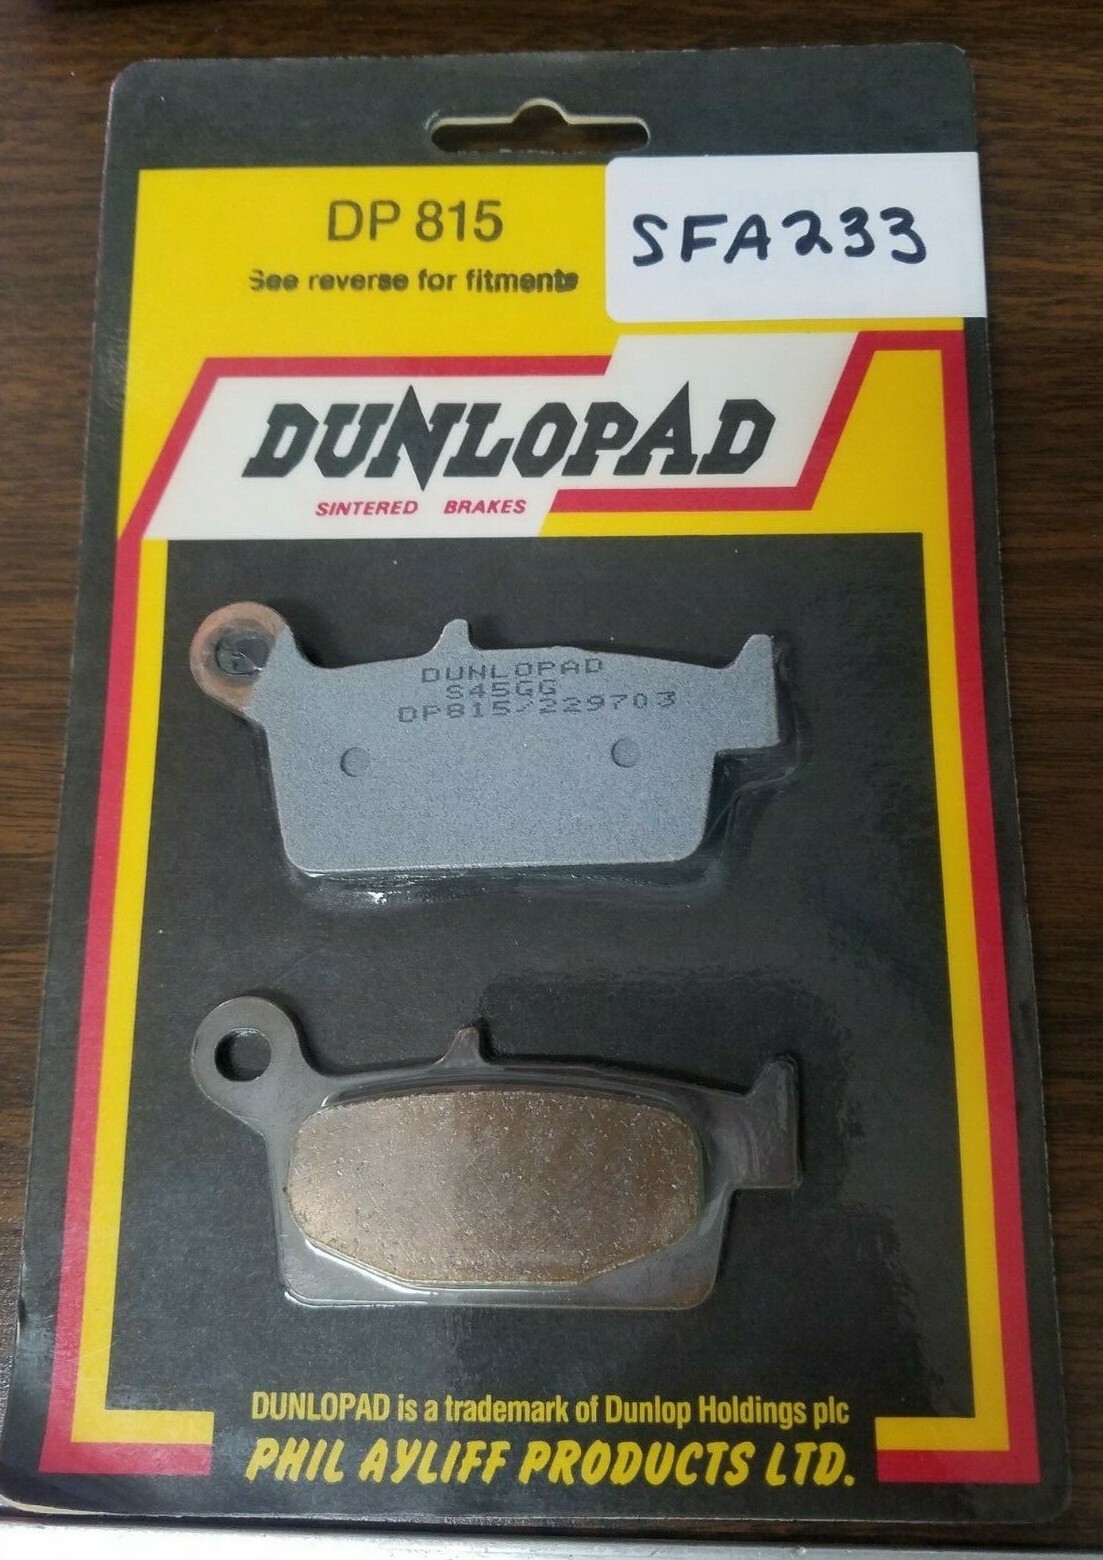 DP 815
See reverse for fitments
SFA233
DUNLOPAD
SINTERED BRAKES
DUNLOPAD
S45GG
DP815/229703
DUNLOPAD is a trademark of Dunlop Holdings plc
PHIL AYLIFF PRODUCTS LTD.